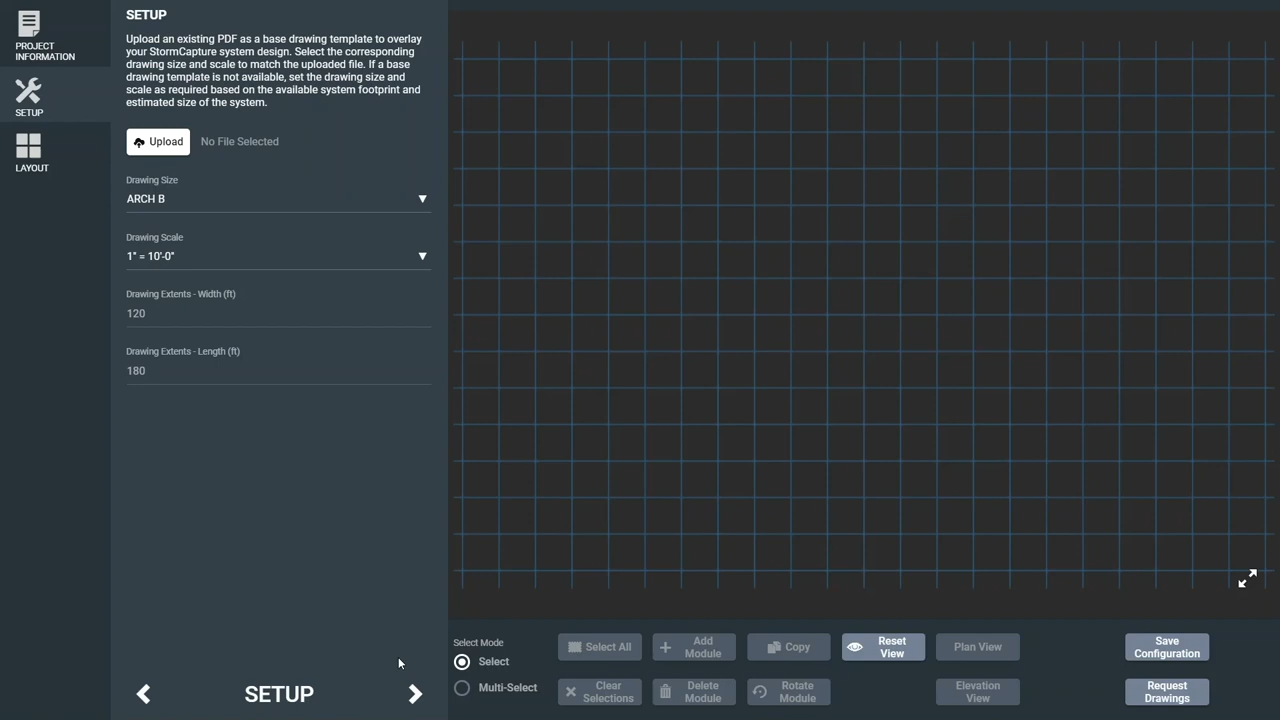 PROJECT
INFORMATION
SETUP
LAYOUT
SETUP
Upload an existing PDF as a base drawing template to overlay
your StormCapture system design. Select the corresponding
drawing size and scale to match the uploaded file. If a base
drawing template is not available, set the drawing size and
scale as required based on the available system footprint and
estimated size of the system.
Upload
No File Selected
Drawing Size
ARCH B
Drawing Scale
1" = 10'-0"
Drawing Extents - Width (ft)
120
Drawing Extents - Length (ft)
180
SETUP
Select Mode
Select
Multi-Select
Select All
Add
Module
Copy
Reset
View
Plan View
Save
Configuration
Clear
Selections
Delete
Module
Rotate
Module
Elevation
View
Request
Drawings